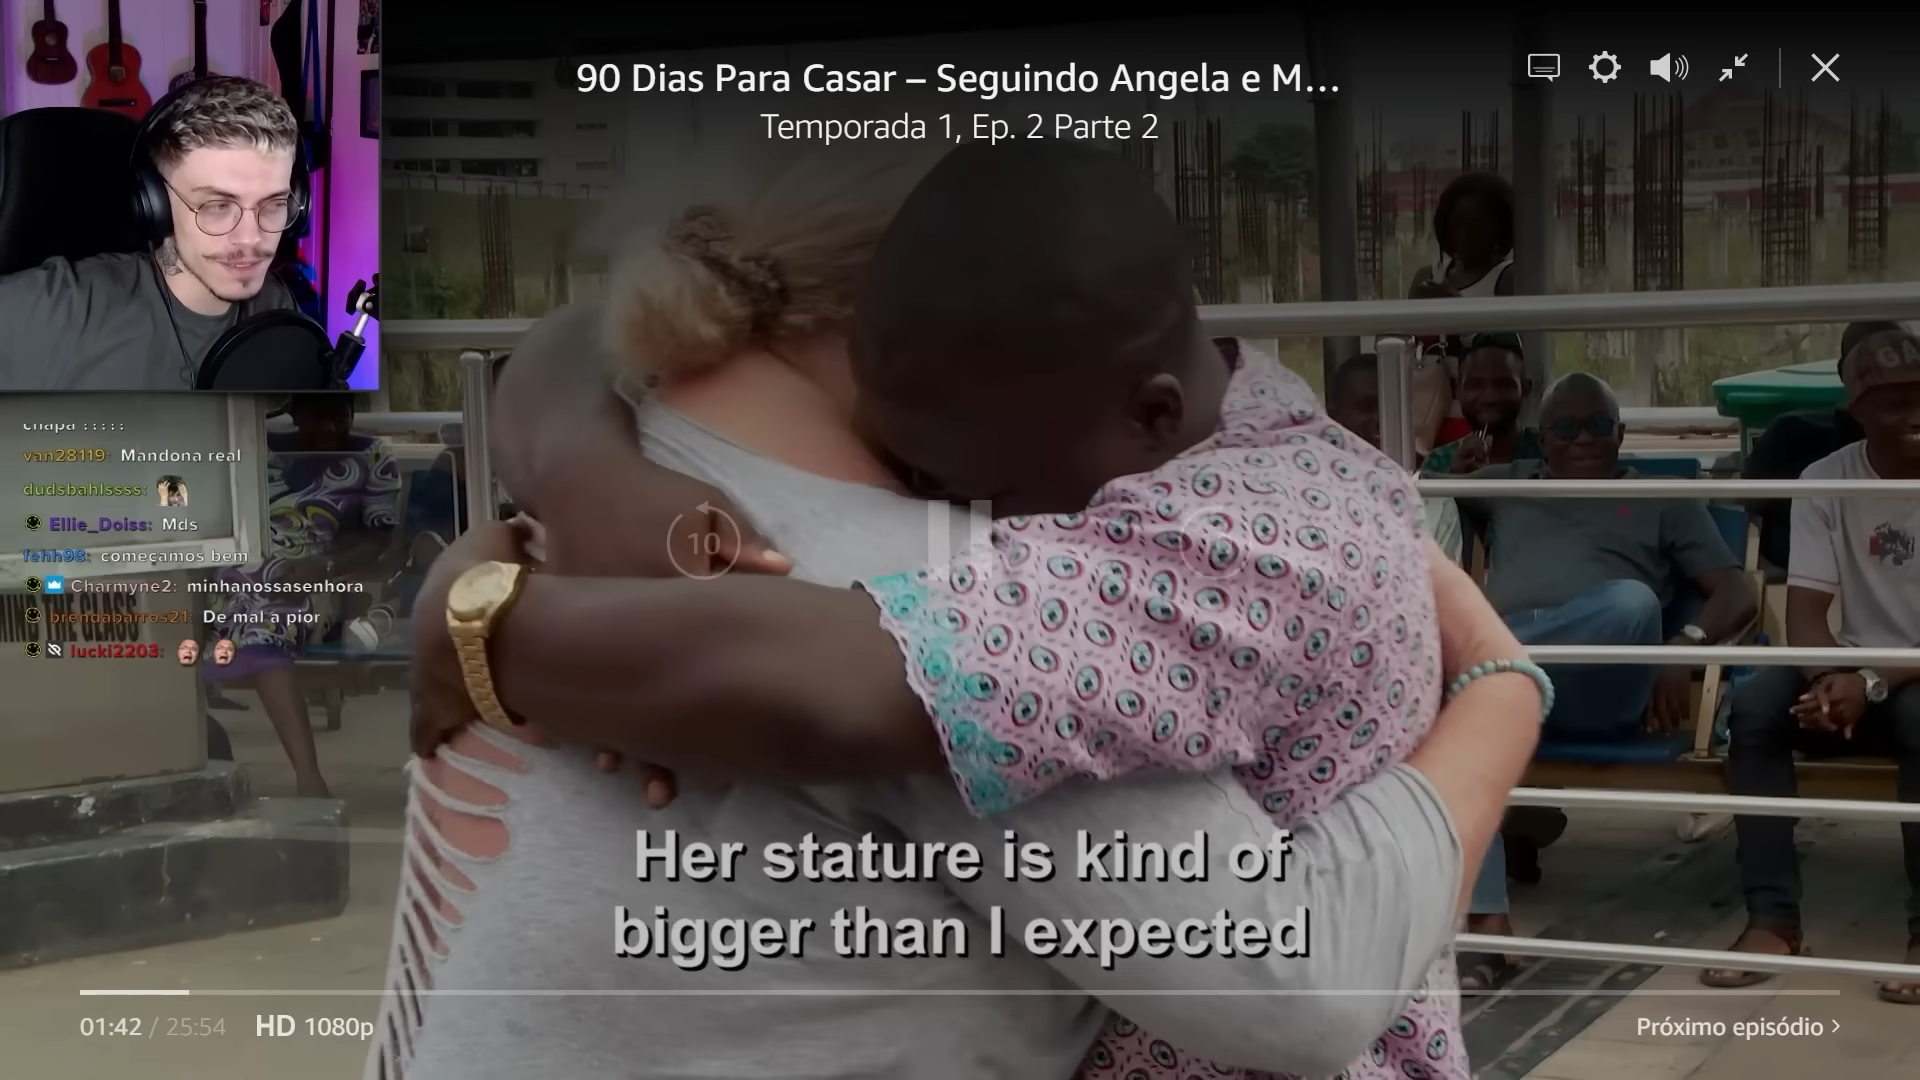 90 Dias Para Casar – Seguindo Angela e M...
Temporada 1, Ep. 2 Parte 2
van28119: Mandona real
dudsbahlssss:
Ellie_Doiss: Mds
fehh98: começamos bem
Charmyne2: minhanossasenhora
brendabarros21: De mal a pior
lucki2203:
THE GLASS
10
Her stature is kind of
bigger than I expected
01:42 / 25:54 HD 1080p
Próximo episódio